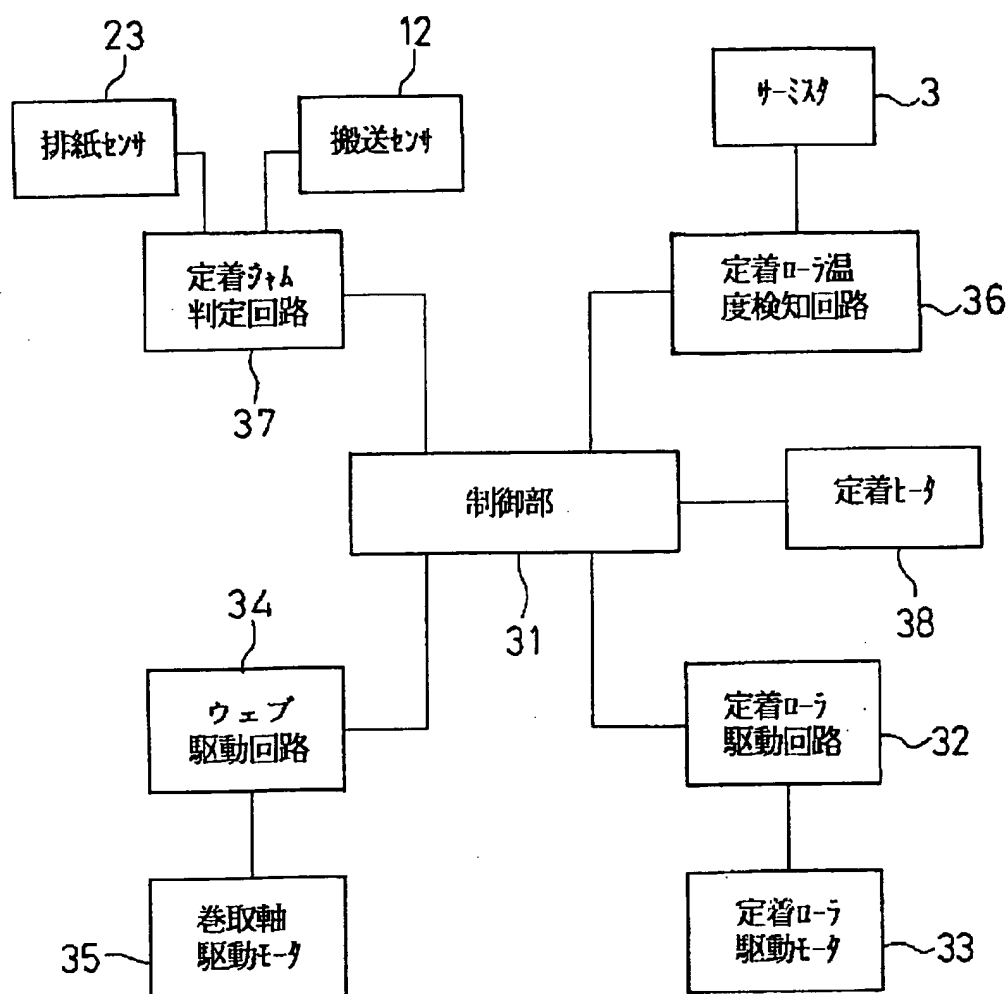 23
12
排紙センサ
搬送センサ
サーミスタ
3
定着ジャム
判定回路
37
定着ローラ温
度検知回路
36
制御部
31
定着ヒータ
38
34
ウェブ
駆動回路
定着ローラ
駆動回路
32
巻取軸
駆動モータ
35
定着ローラ
駆動モータ
33